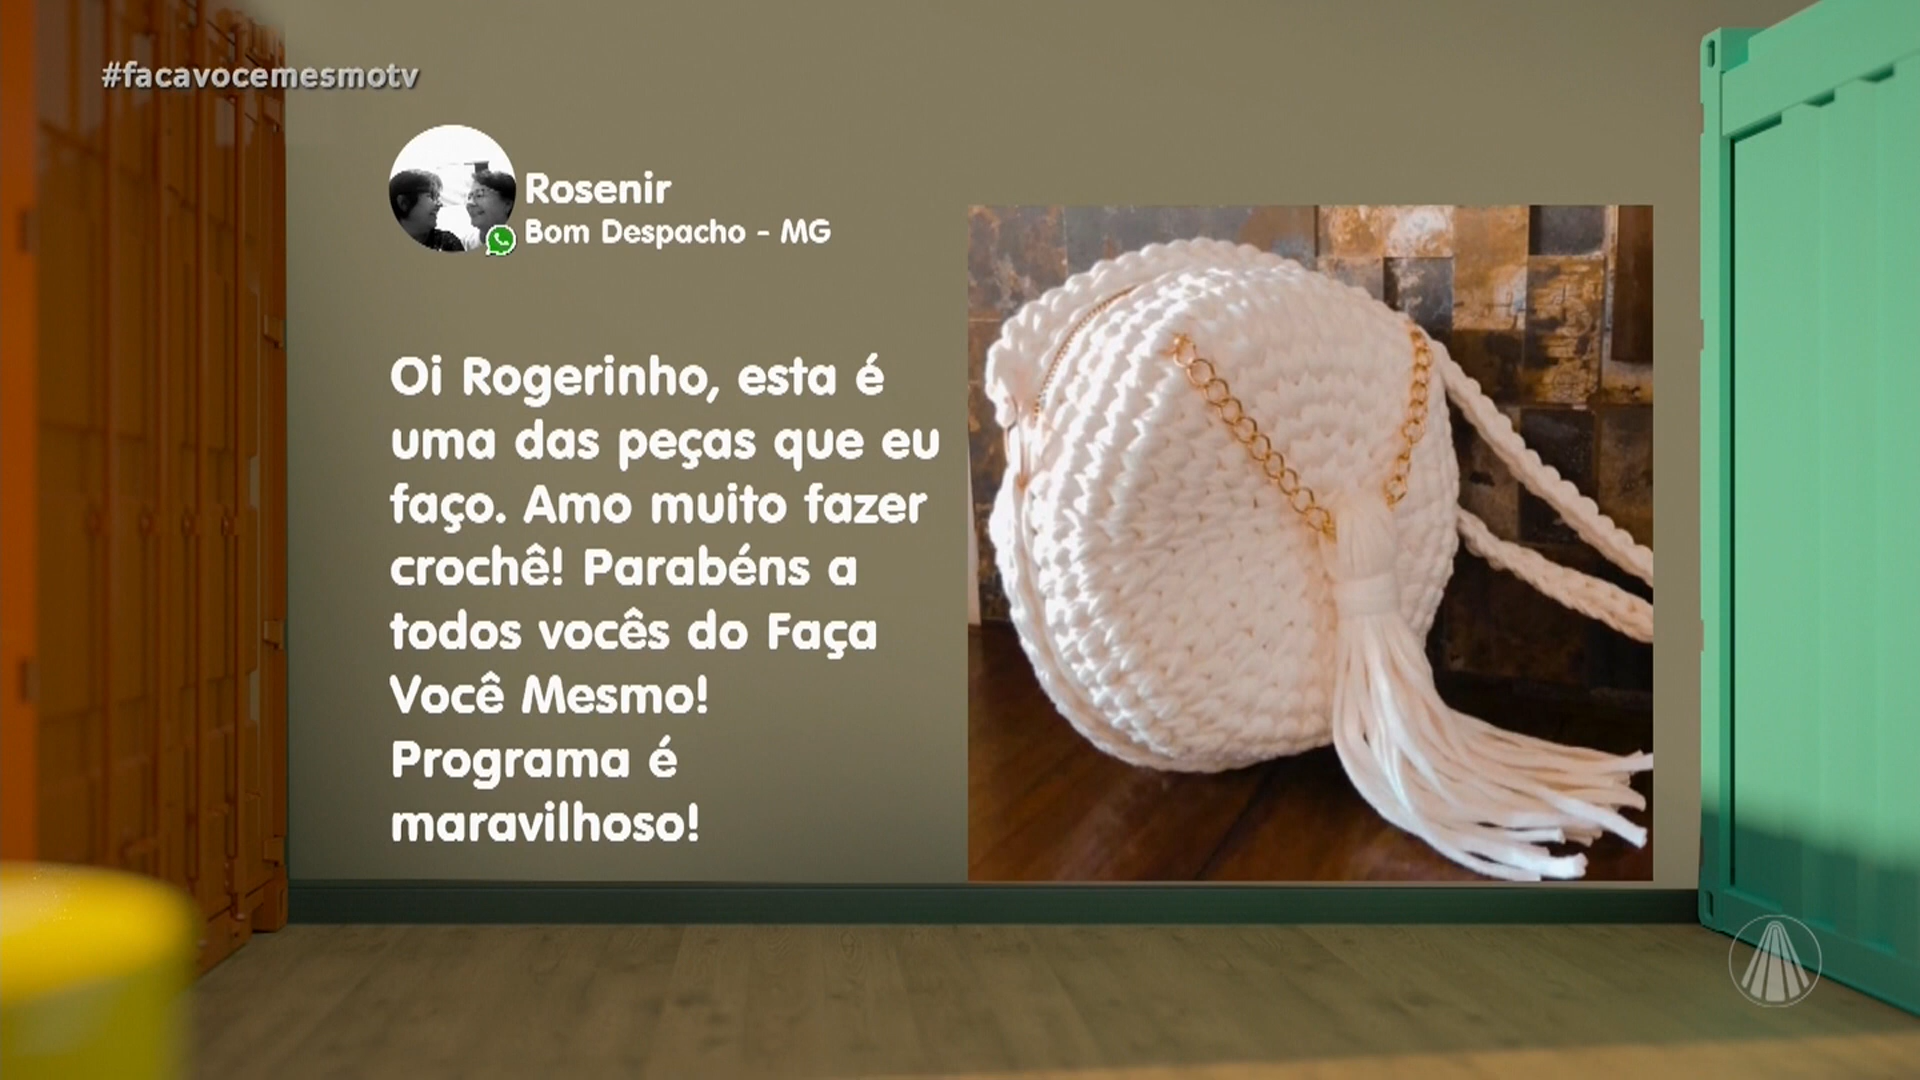 #facavocemesmotv
Rosenir
Bom Despacho - MG
Oi Rogerinho, esta é
uma das peças que eu
faço. Amo muito fazer
crochê! Parabéns a
todos vocês do Faça
Você Mesmo!
Programa é
maravilhoso!